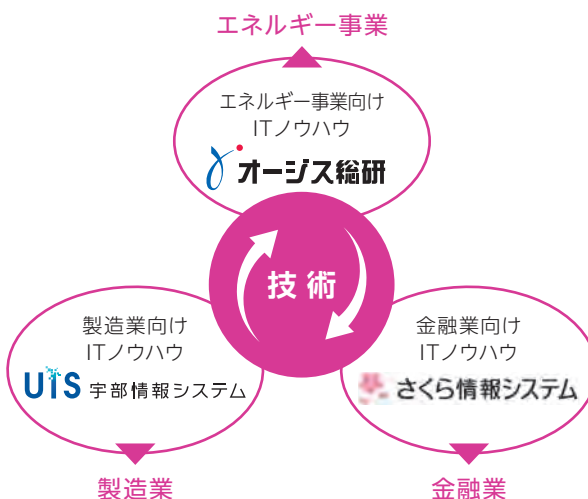 エネルギー事業
エネルギー事業向け
ITノウハウ
オージス総研
技術
製造業向け
ITノウハウ
UIS 宇部情報システム
金融業向け
ITノウハウ
さくら情報システム
製造業
金融業